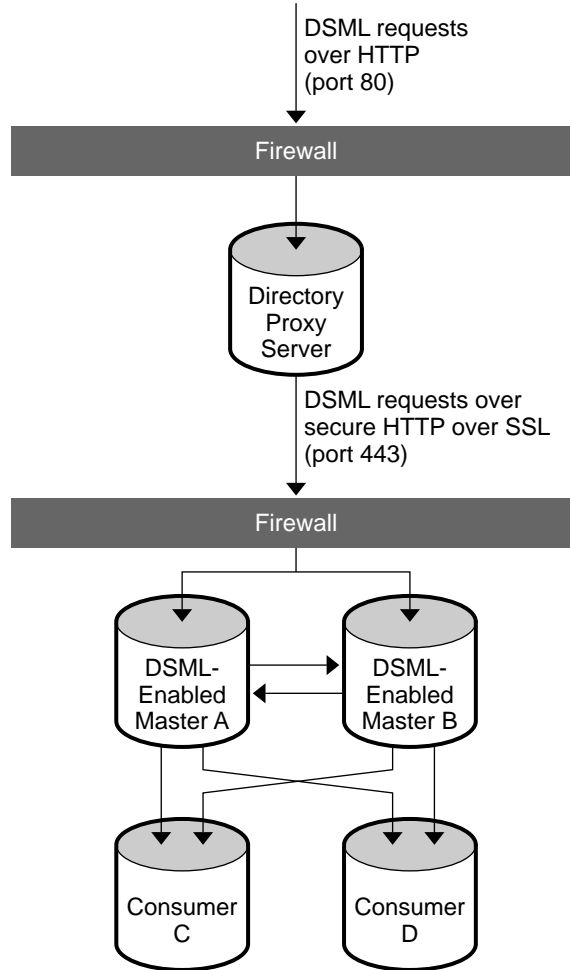 DSML requests
over HTTP
(port 80)
Firewall
Directory
Proxy
Server
DSML requests over
secure HTTP over SSL
(port 443)
Firewall
DSML-
Enabled
Master A
DSML-
Enabled
Master B
Consumer
C
Consumer
D